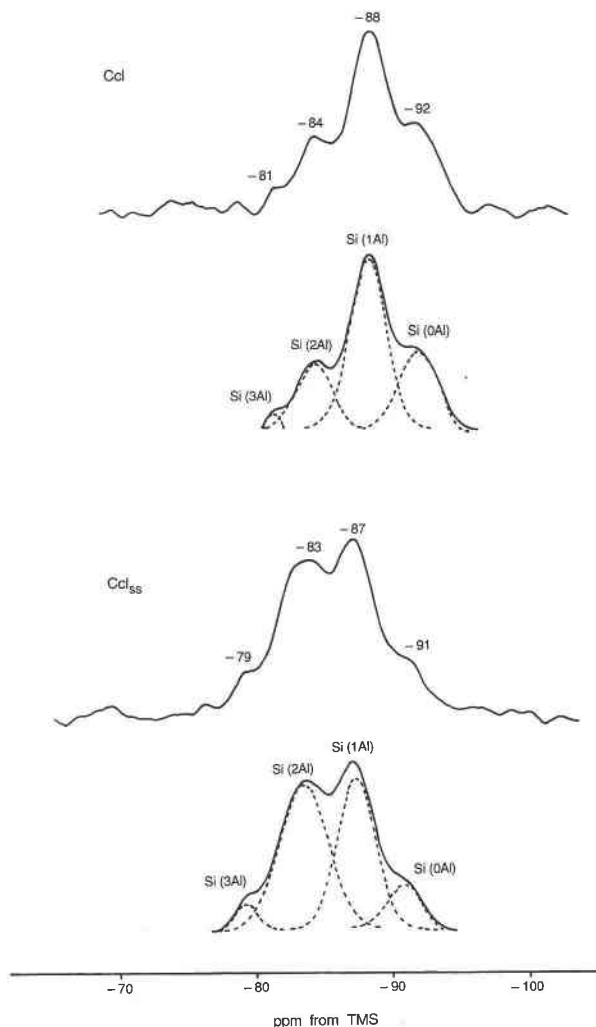 −88
Ccl
−84
−92
−81
Si (1Al)
Si (2Al)
Si (0Al)
Si (3Al)
−87
−83
Cclss
−79
−91
Si (1Al)
Si (2Al)
Si (3Al)
Si (0Al)
−70
−80
−90
−100
ppm from TMS